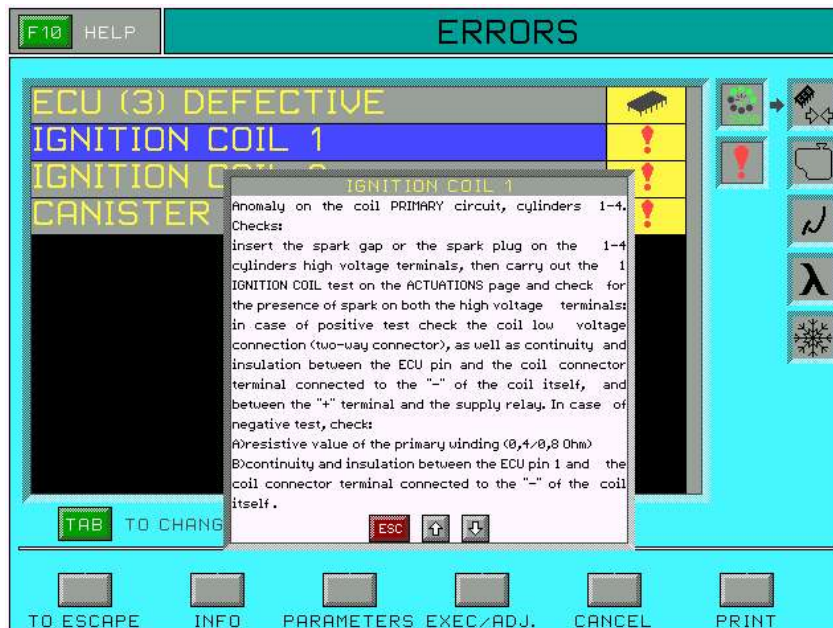 F10 HELP
ERRORS
ECU (3) DEFECTIVE
IGNITION COIL 1
IGNITION C
CANISTER
IGNITION COIL 1
Anomaly on the coil PRIMARY circuit, cylinders 1-4.
Checks:
insert the spark gap or the spark plug on the 1-4
cylinders high voltage terminals, then carry out the 1
IGNITION COIL test on the ACTUATIONS page and check for
the presence of spark on both the high voltage terminals:
in case of positive test check the coil low voltage
connection (two-way connector), as well as continuity and
insulation between the ECU pin and the coil connector
terminal connected to the "-" of the coil itself, and
between the "+" terminal and the supply relay. In case of
negative test, check:
A)resistive value of the primary winding (0,4/0,8 Ohm)
B)continuity and insulation between the ECU pin 1 and the
coil connector terminal connected to the "-" of the coil
itself.
ESC
λ
TAB TO CHANG
TO ESCAPE INFO PARAMETERS EXEC/ADJ. CANCEL PRINT